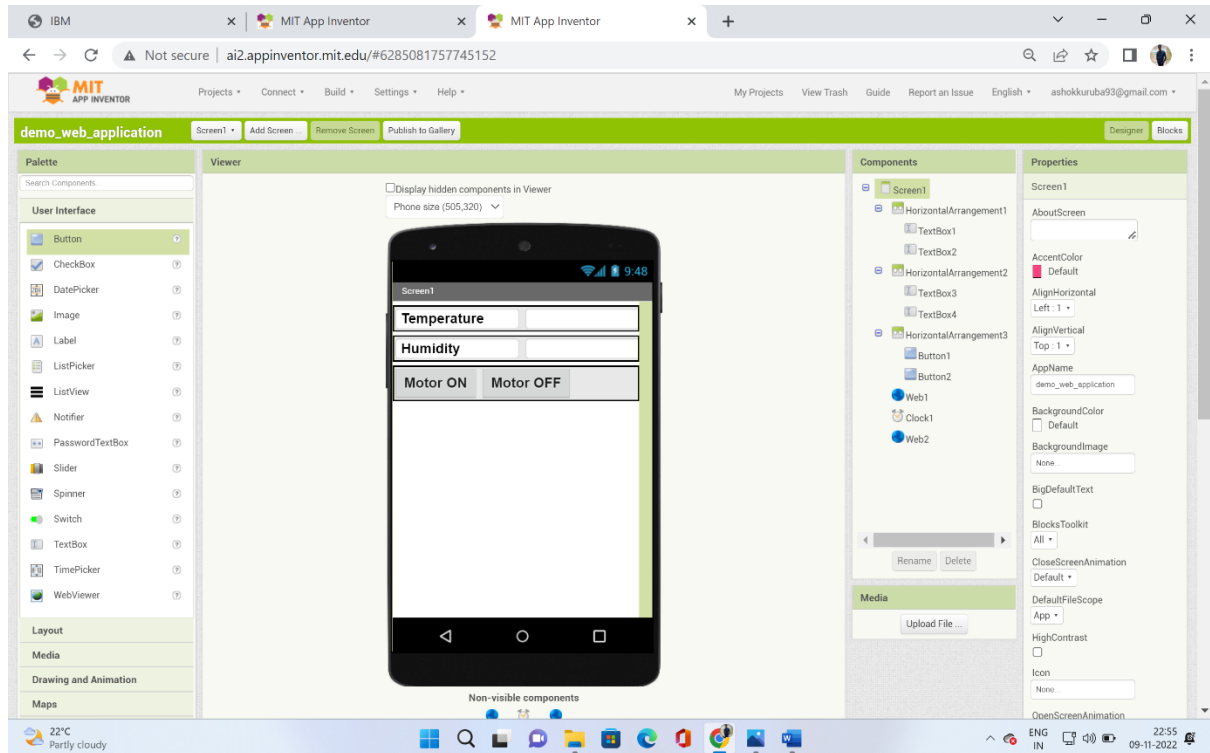 IBM
MIT App Inventor
MIT App Inventor
Not secure | ai2.appinventor.mit.edu/#6285081757745152
MIT
APP INVENTOR
Projects Connect Build Settings Help
My Projects View Trash Guide Report an Issue English ashokkuruba93@gmail.com
demo_web_application
Screen1 Add Screen ... Remove Screen Publish to Gallery
Designer Blocks
Palette
Search Components...
User Interface
Button
CheckBox
DatePicker
Image
Label
ListPicker
ListView
Notifier
PasswordTextBox
Slider
Spinner
Switch
TextBox
TimePicker
WebViewer
Layout
Media
Drawing and Animation
Maps
Viewer
Display hidden components in Viewer
Phone size (505,320)
9:48
Screen1
Temperature
Humidity
Motor ON Motor OFF
Non-visible components
Components
Screen1
HorizontalArrangement1
TextBox1
TextBox2
HorizontalArrangement2
TextBox3
TextBox4
HorizontalArrangement3
Button1
Button2
Web1
Clock1
Web2
Rename Delete
Media
Upload File ...
Properties
Screen1
AboutScreen
AccentColor
Default
AlignHorizontal
Left : 1
AlignVertical
Top : 1
AppName
demo_web_application
BackgroundColor
Default
BackgroundImage
None...
BigDefaultText
BlocksToolkit
All
CloseScreenAnimation
Default
DefaultFileScope
App
HighContrast
Icon
None...
OpenScreenAnimation
22°C
Partly cloudy
ENG
IN
22:55
09-11-2022